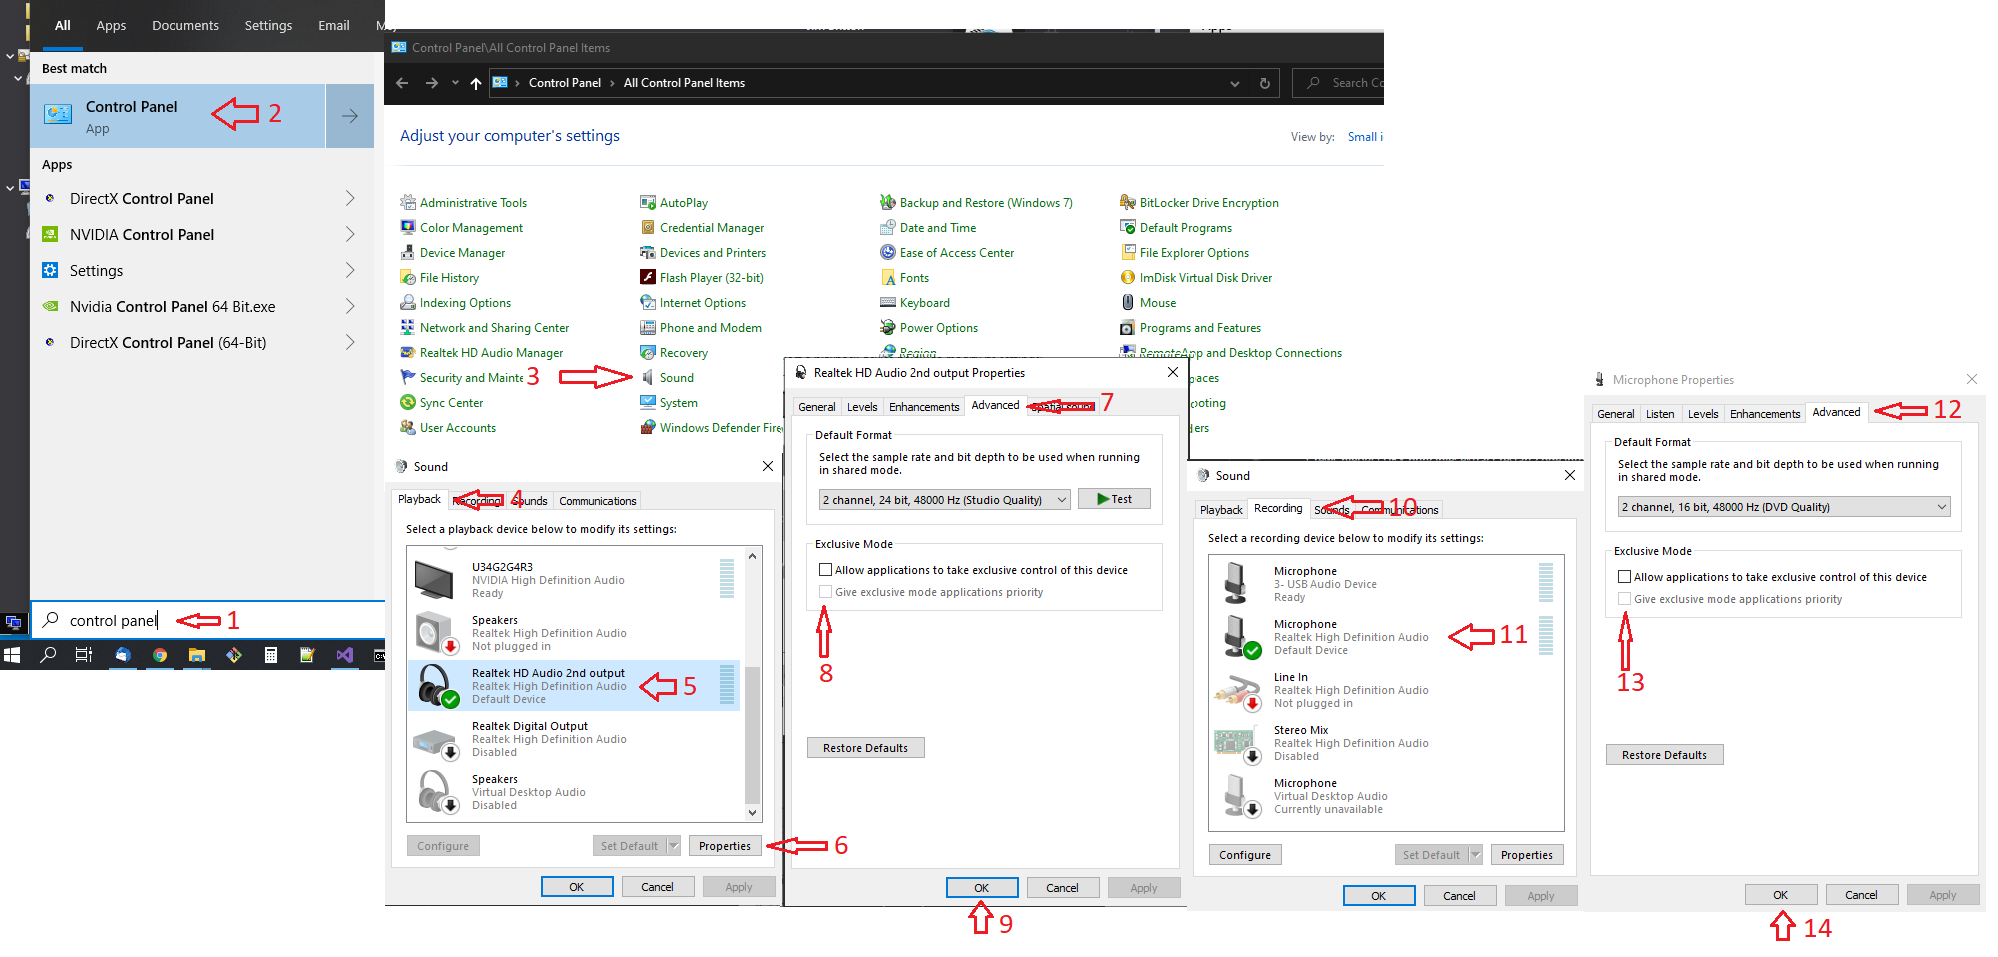 All Apps Documents Settings Email
Best match
Control Panel
App
2
Apps
DirectX Control Panel
NVIDIA Control Panel
Settings
Nvidia Control Panel 64 Bit.exe
DirectX Control Panel (64-Bit)
control panel
1
Control Panel\All Control Panel Items
Control Panel > All Control Panel Items
Search Co
Adjust your computer's settings
View by: Small i
Administrative Tools
Color Management
Device Manager
File History
Indexing Options
Network and Sharing Center
Realtek HD Audio Manager
Security and Mainte
Sync Center
User Accounts
3
AutoPlay
Credential Manager
Devices and Printers
Flash Player (32-bit)
Internet Options
Phone and Modem
Recovery
Sound
System
Windows Defender Fire
Backup and Restore (Windows 7)
Date and Time
Ease of Access Center
Fonts
Keyboard
Power Options
Region
BitLocker Drive Encryption
Default Programs
File Explorer Options
ImDisk Virtual Disk Driver
Mouse
Programs and Features
RemoteApp and Desktop Connections
paces
oting
ders
Sound
Playback Recording Sounds Communications
4
Select a playback device below to modify its settings:
U34G2G4R3
NVIDIA High Definition Audio
Ready
Speakers
Realtek High Definition Audio
Not plugged in
Realtek HD Audio 2nd output
Realtek High Definition Audio
Default Device
5
Realtek Digital Output
Realtek High Definition Audio
Disabled
Speakers
Virtual Desktop Audio
Disabled
Configure Set Default Properties
6
OK Cancel Apply
Realtek HD Audio 2nd output Properties
General Levels Enhancements Advanced Spatial sound
7
Default Format
Select the sample rate and bit depth to be used when running
in shared mode.
2 channel, 24 bit, 48000 Hz (Studio Quality)
Test
Exclusive Mode
Allow applications to take exclusive control of this device
Give exclusive mode applications priority
8
Restore Defaults
OK Cancel Apply
9
Sound
Playback Recording Sounds Communications
10
Select a recording device below to modify its settings:
Microphone
3- USB Audio Device
Ready
Microphone
Realtek High Definition Audio
Default Device
11
Line In
Realtek High Definition Audio
Not plugged in
Stereo Mix
Realtek High Definition Audio
Disabled
Microphone
Virtual Desktop Audio
Currently unavailable
Configure Set Default Properties
OK Cancel Apply
Microphone Properties
General Listen Levels Enhancements Advanced
12
Default Format
Select the sample rate and bit depth to be used when running
in shared mode.
2 channel, 16 bit, 48000 Hz (DVD Quality)
Exclusive Mode
Allow applications to take exclusive control of this device
Give exclusive mode applications priority
13
Restore Defaults
OK Cancel Apply
14